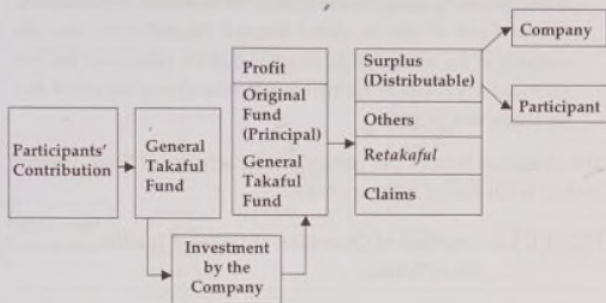 Participants'
Contribution
General
Takaful
Fund
Investment
by the
Company
Profit
Original
Fund
(Principal)
General
Takaful
Fund
Surplus
(Distributable)
Others
Retakaful
Claims
Company
Participant